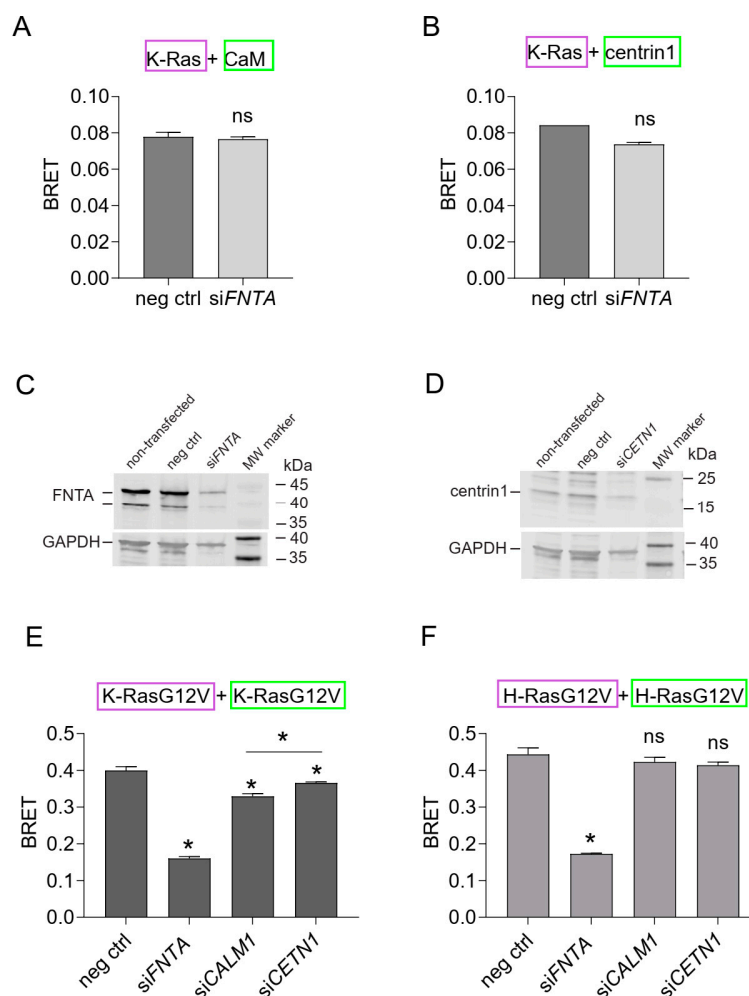 A
K-Ras + CaM
BRET
0.10
0.08
0.06
0.04
0.02
0.00
ns
neg ctrl siFNTA
B
K-Ras + centrin1
BRET
0.10
0.08
0.06
0.04
0.02
0.00
ns
neg ctrl siFNTA
C
non-transfected
neg ctrl
siFNTA
MW marker
kDa
FNTA
45
40
35
GAPDH
40
35
D
non-transfected
neg ctrl
siCETN1
MW marker
kDa
centrin1
25
15
GAPDH
40
35
E
K-RasG12V + K-RasG12V
BRET
0.5
0.4
0.3
0.2
0.1
0.0
*
*
*
*
neg ctrl
siFNTA
siCALM1
siCETN1
F
H-RasG12V + H-RasG12V
BRET
0.5
0.4
0.3
0.2
0.1
0.0
*
ns
ns
neg ctrl
siFNTA
siCALM1
siCETN1